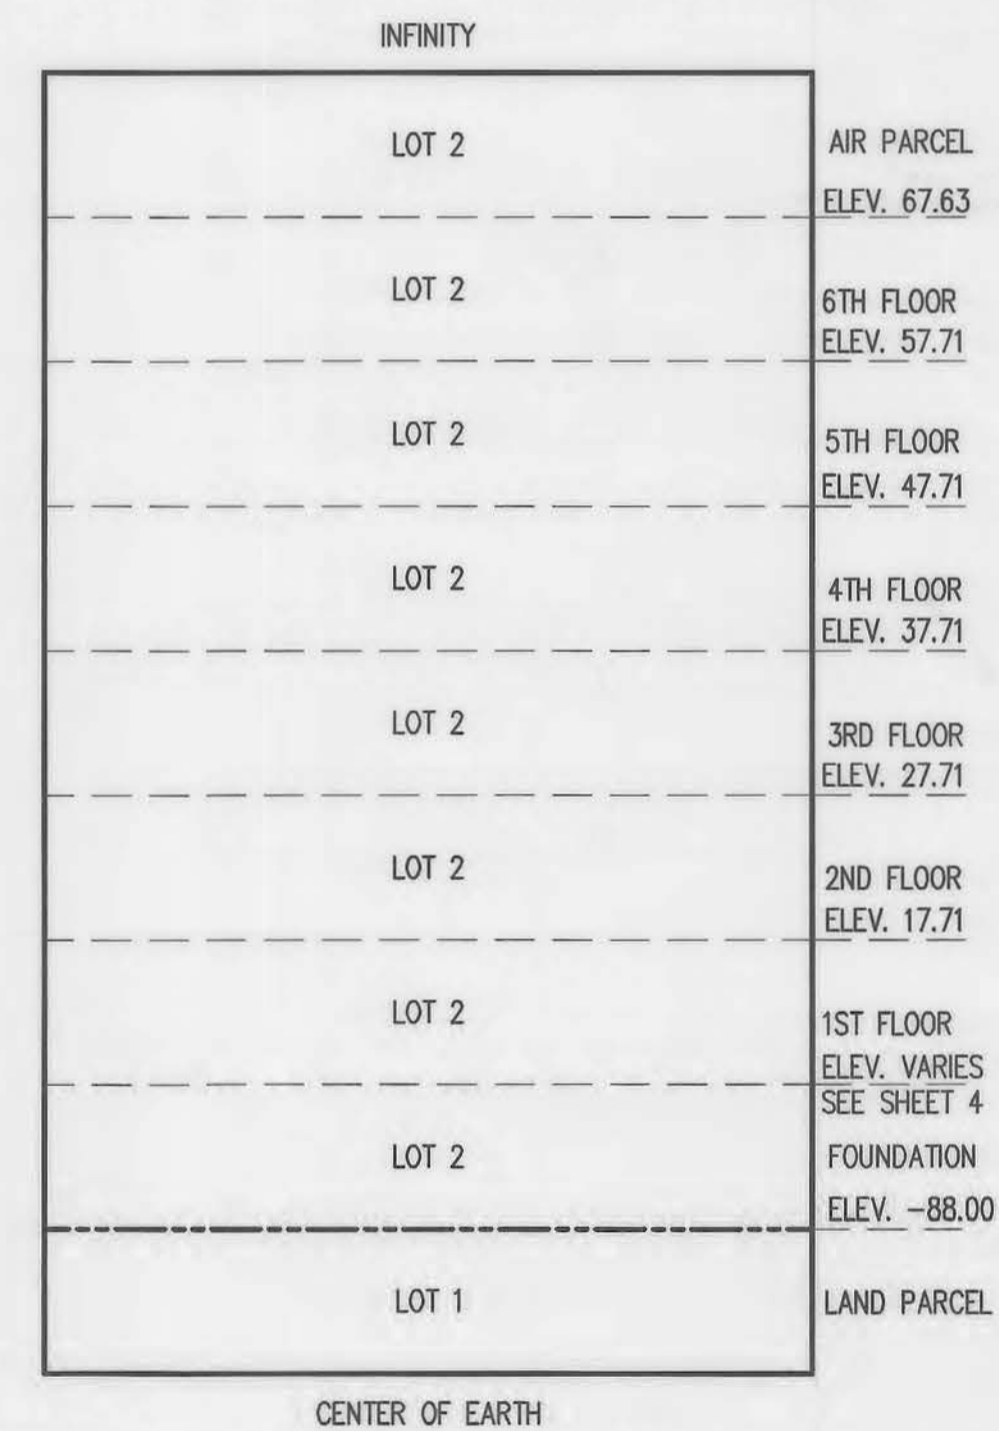 INFINITY
LOT 2
AIR PARCEL
ELEV. 67.63
LOT 2
6TH FLOOR
ELEV. 57.71
LOT 2
5TH FLOOR
ELEV. 47.71
LOT 2
4TH FLOOR
ELEV. 37.71
LOT 2
3RD FLOOR
ELEV. 27.71
LOT 2
2ND FLOOR
ELEV. 17.71
LOT 2
1ST FLOOR
ELEV. VARIES
SEE SHEET 4
LOT 2
FOUNDATION
ELEV. -88.00
LOT 1
LAND PARCEL
CENTER OF EARTH